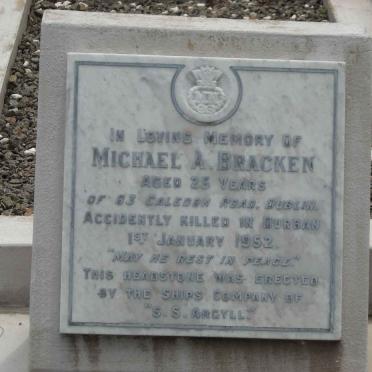 IN LOVING MEMORY OF
MICHAEL A. BRACKEN
AGED 25 YEARS
OF 83 CALEDON ROAD, DUBLIN.
ACCIDENTLY KILLED IN DURBAN
1ST JANUARY 1952.
"MAY HE REST IN PEACE."
THIS HEADSTONE WAS ERECTED
BY THE SHIPS COMPANY OF
"S.S. ARGYLL."